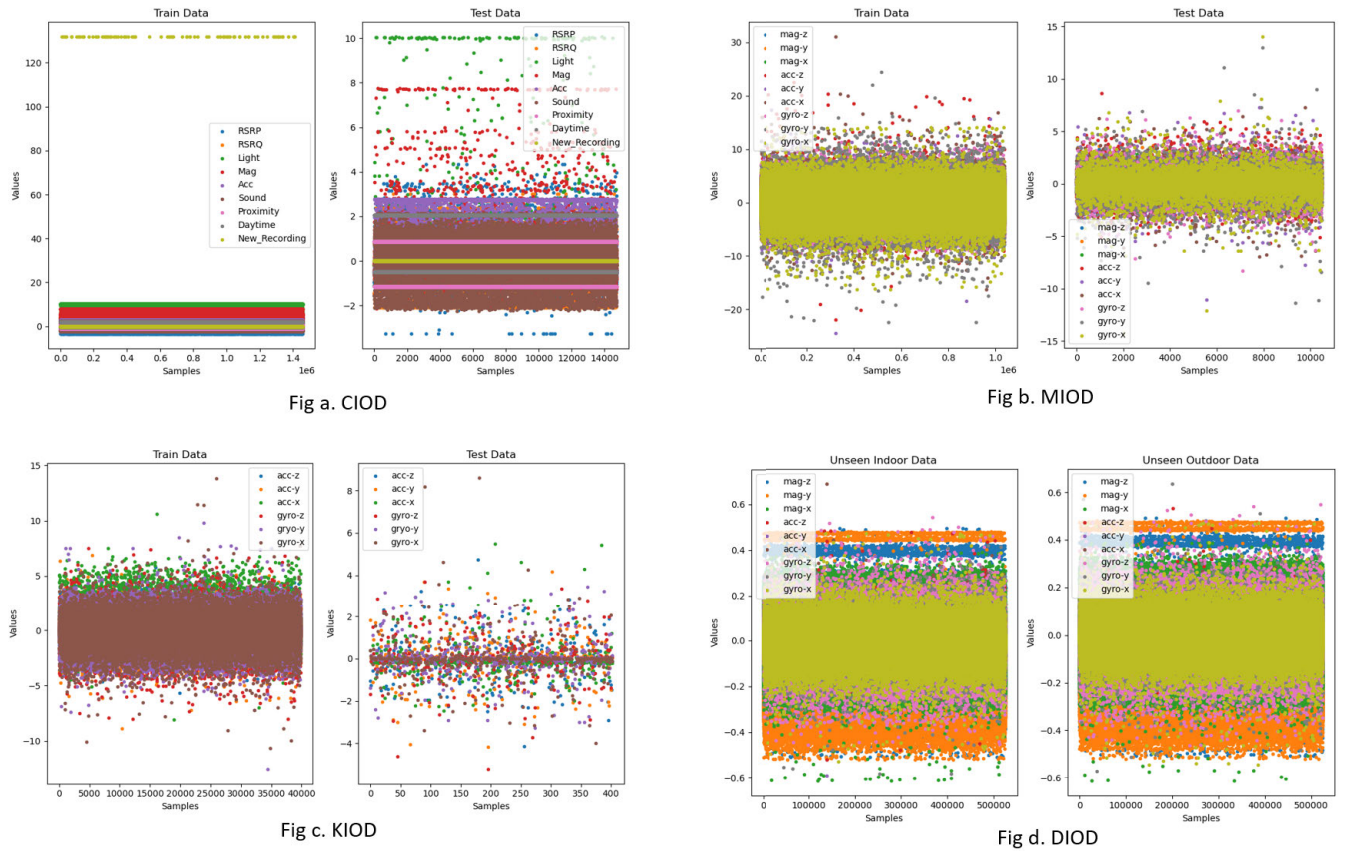 Train Data
Values
120
100
80
60
40
20
0
RSRP
RSRQ
Light
Mag
Acc
Sound
Proximity
Daytime
New_Recording
0.0 0.2 0.4 0.6 0.8 1.0 1.2 1.4
1e6
Samples
Test Data
Values
10
8
6
4
2
0
−2
RSRP
RSRQ
Light
Mag
Acc
Sound
Proximity
Daytime
New_Recording
0 2000 4000 6000 8000 10000 12000 14000
Samples
Fig a. CIOD
Train Data
Values
30
20
10
0
−10
−20
mag-z
mag-y
mag-x
acc-z
acc-y
acc-x
gyro-z
gyro-y
gyro-x
0.2 0.4 0.6 0.8 1.0
1e6
Samples
Test Data
Values
15
10
5
0
−5
−10
−15
mag-z
mag-y
mag-x
acc-z
acc-y
acc-x
gyro-z
gyro-y
gyro-x
0 2000 4000 6000 8000 10000
Samples
Fig b. MIOD
Train Data
Values
15
10
5
0
−5
−10
acc-z
acc-y
acc-x
gyro-z
gryo-y
gyro-x
0 5000 10000 15000 20000 25000 30000 35000 40000
Samples
Test Data
Values
8
6
4
2
0
−2
−4
acc-z
acc-y
acc-x
gyro-z
gryo-y
gyro-x
0 50 100 150 200 250 300 350 400
Samples
Fig c. KIOD
Unseen Indoor Data
Values
0.6
0.4
0.2
0.0
−0.2
−0.4
−0.6
mag-z
mag-y
mag-x
acc-z
acc-y
acc-x
gyro-z
gyro-y
gyro-x
0 100000 200000 300000 400000 500000
Samples
Unseen Outdoor Data
Values
0.6
0.4
0.2
0.0
−0.2
−0.4
−0.6
mag-z
mag-y
mag-x
acc-z
acc-y
acc-x
gyro-z
gyro-y
gyro-x
0 100000 200000 300000 400000 500000
Samples
Fig d. DIOD